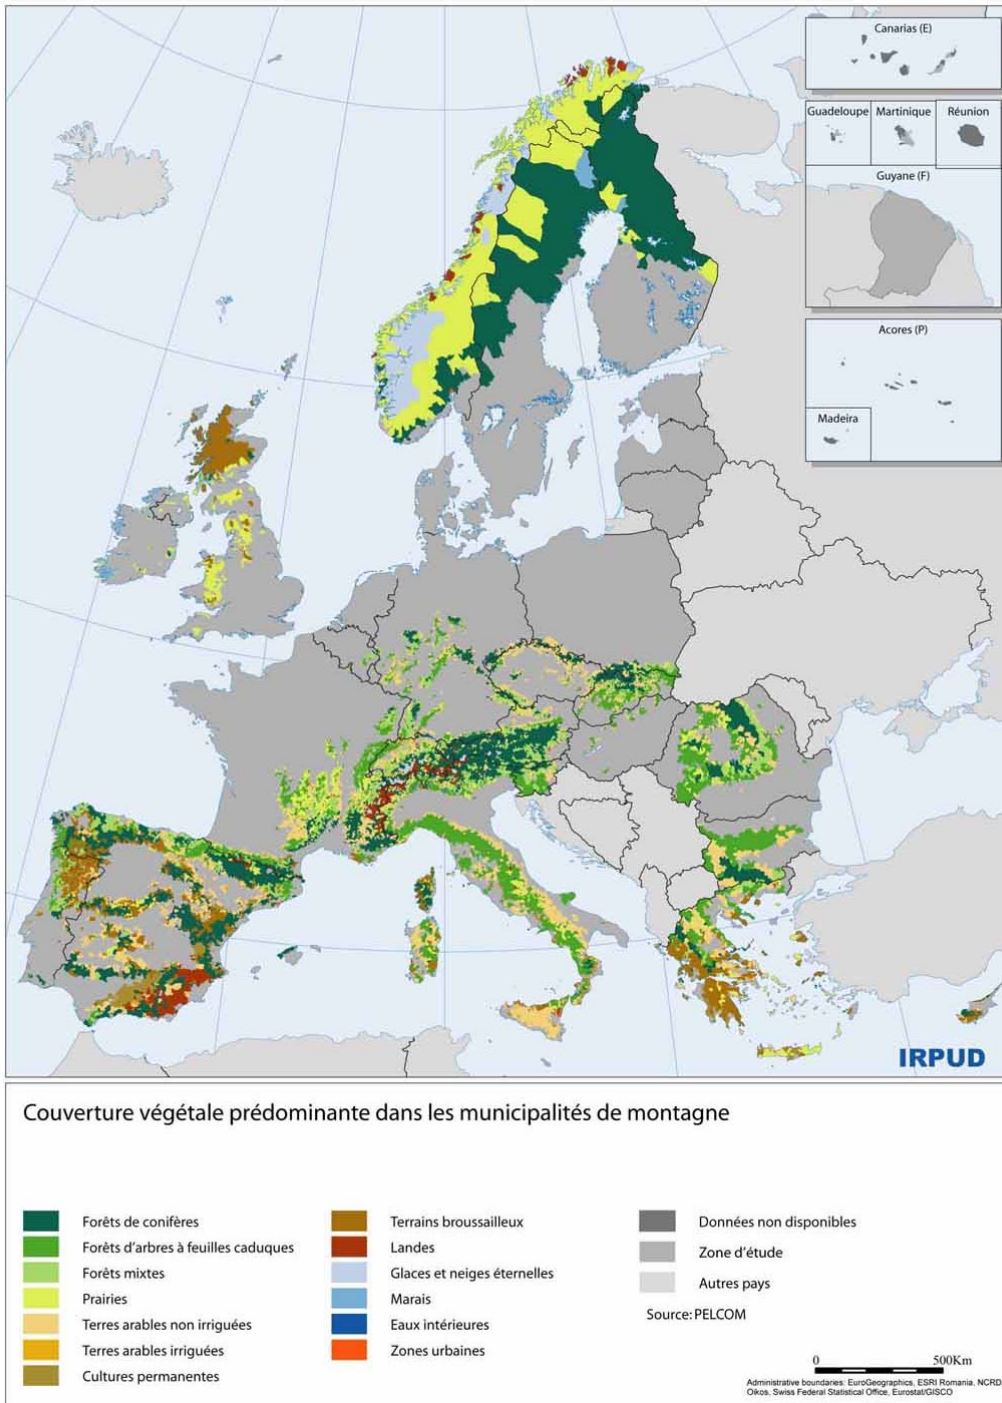 Canarias (E)
Guadeloupe
Martinique
Réunion
Guyane (F)
Acores (P)
Madeira
IRPUD
Couverture végétale prédominante dans les municipalités de montagne
Forêts de conifères
Forêts d'arbres à feuilles caduques
Forêts mixtes
Prairies
Terres arables non irriguées
Terres arables irriguées
Cultures permanentes
Terrains broussailleux
Landes
Glaces et neiges éternelles
Marais
Eaux intérieures
Zones urbaines
Données non disponibles
Zone d'étude
Autres pays
Source: PELCOM
0 500Km
Administrative boundaries: EuroGeographics, ESRI Romania, NCRD
Oikos, Swiss Federal Statistical Office, Eurostat/GISCO